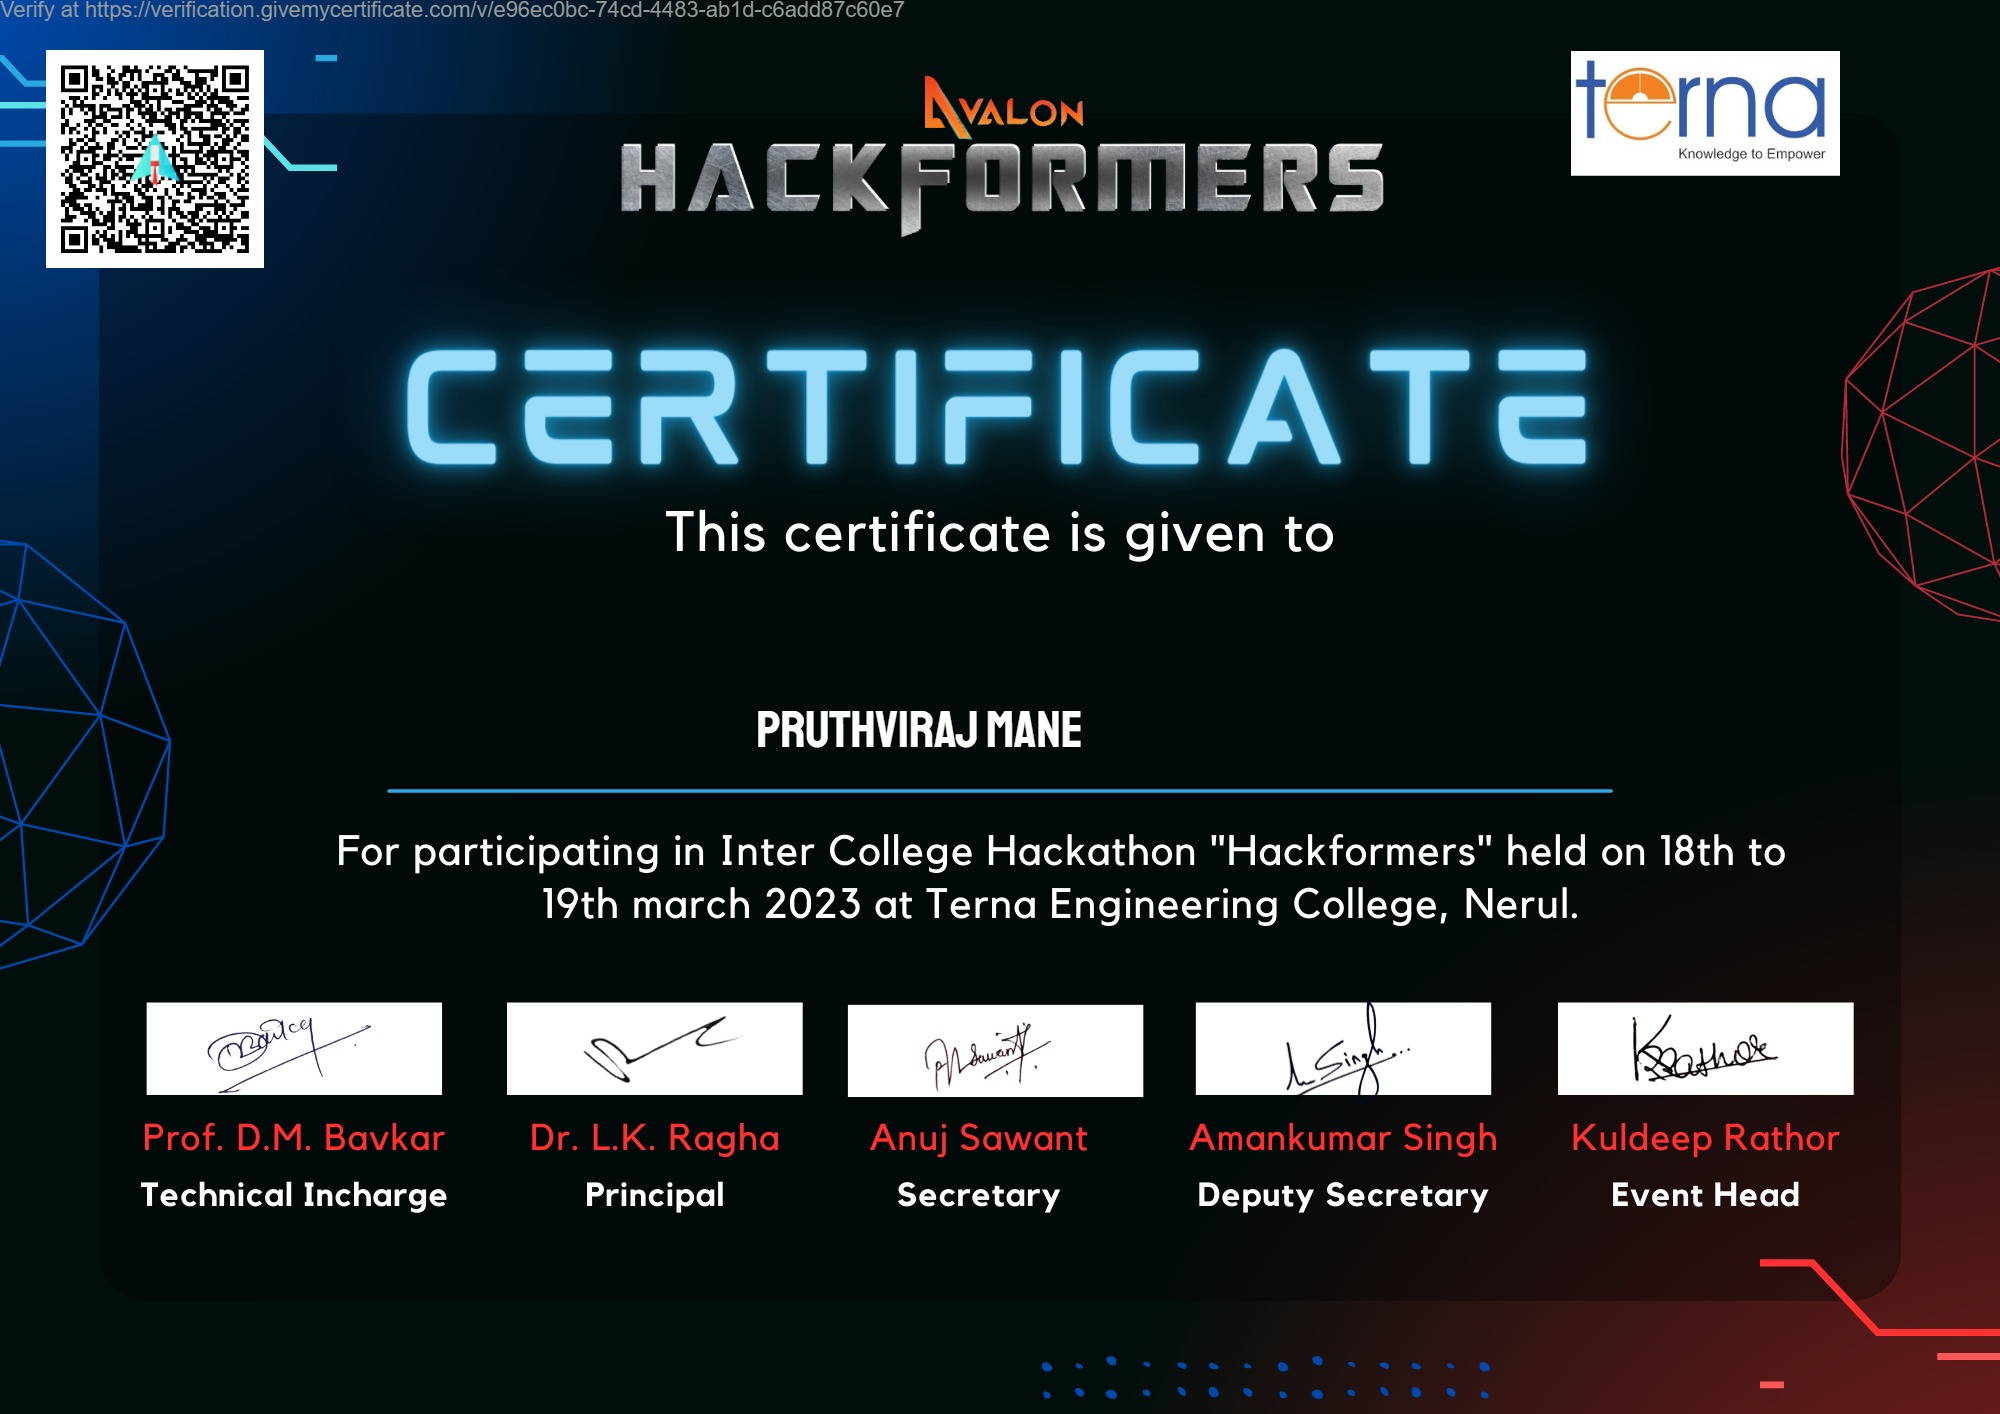 Verify at https://verification.givemycertificate.com/v/e96ec0bc-74cd-4483-ab1d-c6add87c60e7
AVALON
HACKFORMERS
terna
Knowledge to Empower
CERTIFICATE
This certificate is given to
PRUTHVIRAJ MANE
For participating in Inter College Hackathon "Hackformers" held on 18th to
19th march 2023 at Terna Engineering College, Nerul.
Prof. D.M. Bavkar
Technical Incharge
Dr. L.K. Ragha
Principal
Anuj Sawant
Secretary
Amankumar Singh
Deputy Secretary
Kuldeep Rathor
Event Head